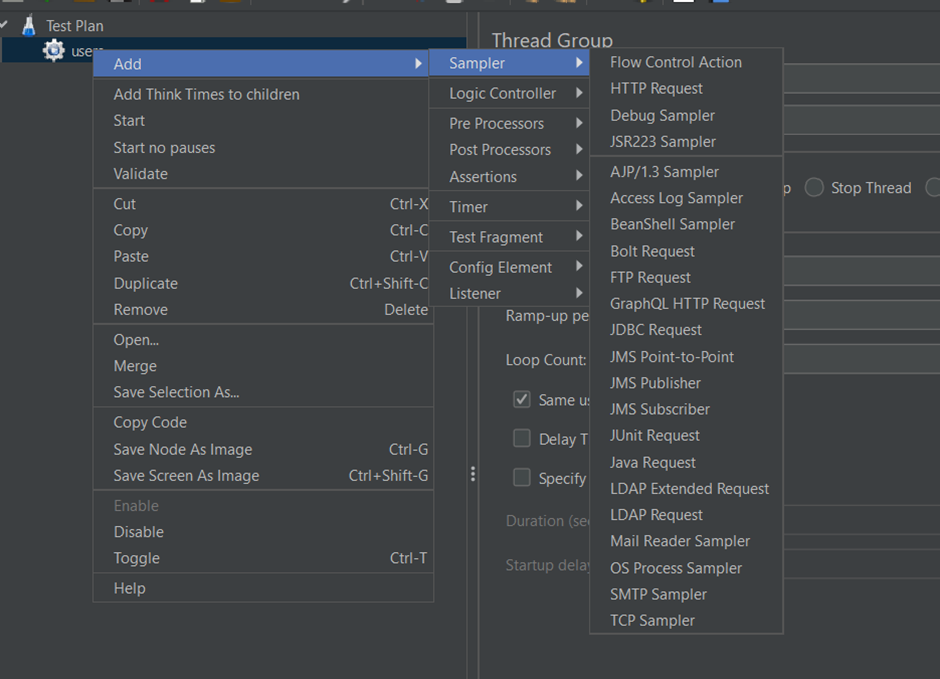 Test Plan
users
Thread Group
Add
Add Think Times to children
Start
Start no pauses
Validate
Cut Ctrl-X
Copy Ctrl-C
Paste Ctrl-V
Duplicate Ctrl+Shift-C
Remove Delete
Open...
Merge
Save Selection As...
Copy Code
Save Node As Image Ctrl-G
Save Screen As Image Ctrl+Shift-G
Enable
Disable
Toggle Ctrl-T
Help
Sampler
Logic Controller
Pre Processors
Post Processors
Assertions
Timer
Test Fragment
Config Element
Listener
Flow Control Action
HTTP Request
Debug Sampler
JSR223 Sampler
AJP/1.3 Sampler
Access Log Sampler
BeanShell Sampler
Bolt Request
FTP Request
GraphQL HTTP Request
JDBC Request
JMS Point-to-Point
JMS Publisher
JMS Subscriber
JUnit Request
Java Request
LDAP Extended Request
LDAP Request
Mail Reader Sampler
OS Process Sampler
SMTP Sampler
TCP Sampler
p Stop Thread
Ramp-up pe
Loop Count:
Same us
Delay T
Specify
Duration (sec
Startup delay